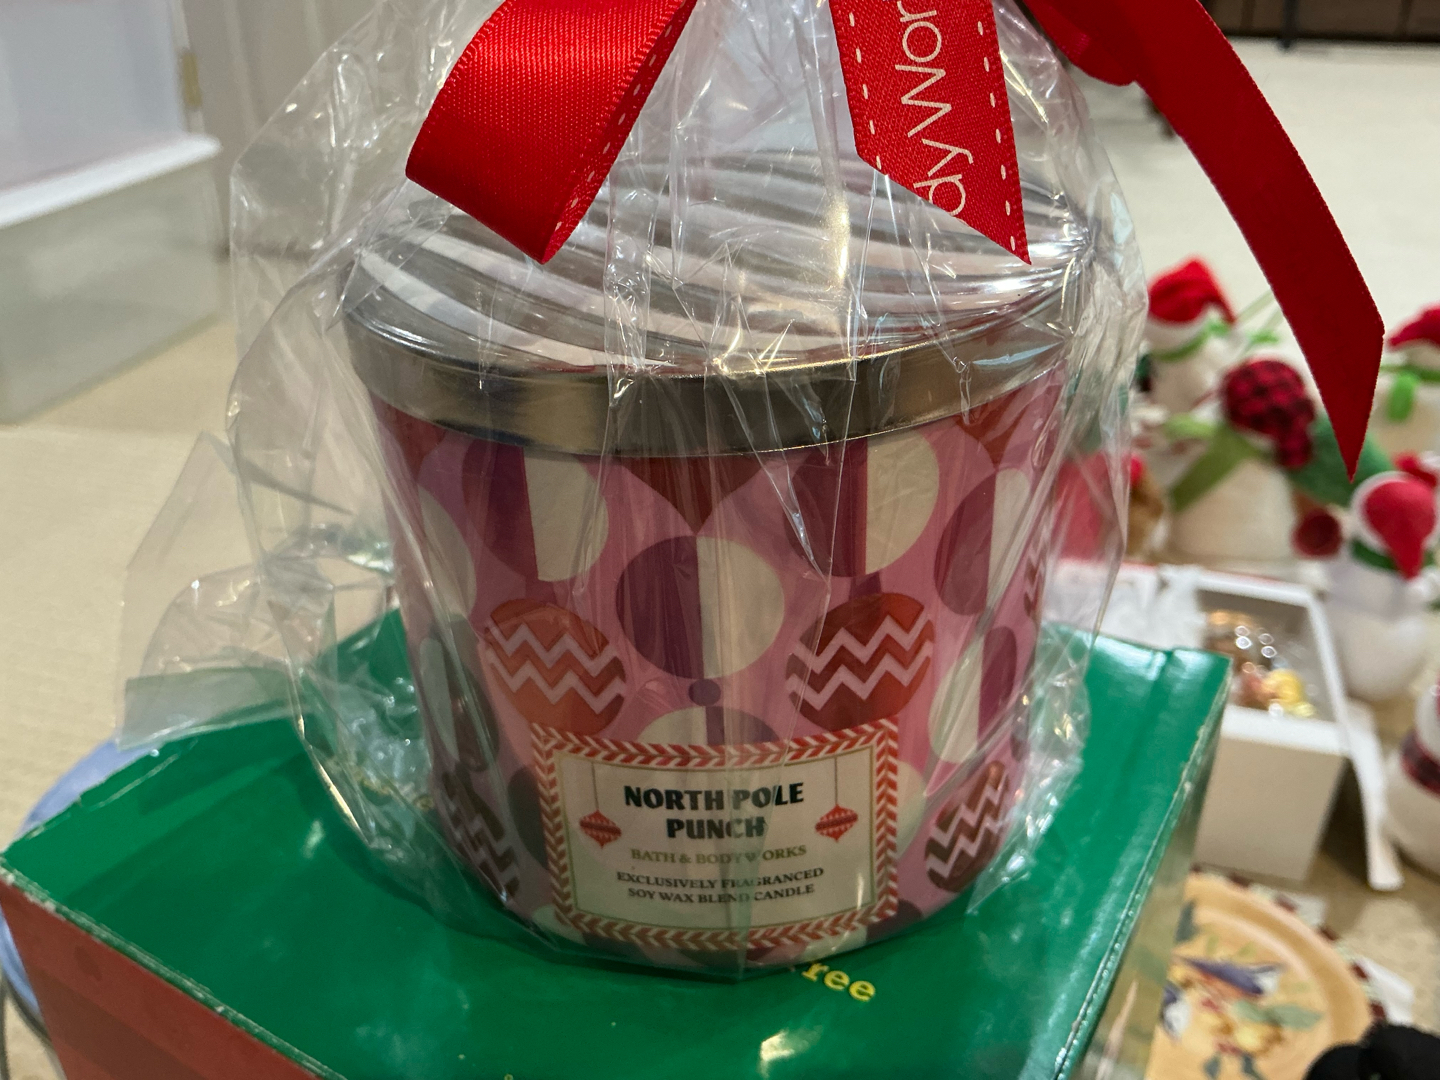 dy Wor
NORTH POLE
PUNCH
BATH & BODY WORKS
EXCLUSIVELY FRAGRANCED
SOY WAX BLEND CANDLE
ree